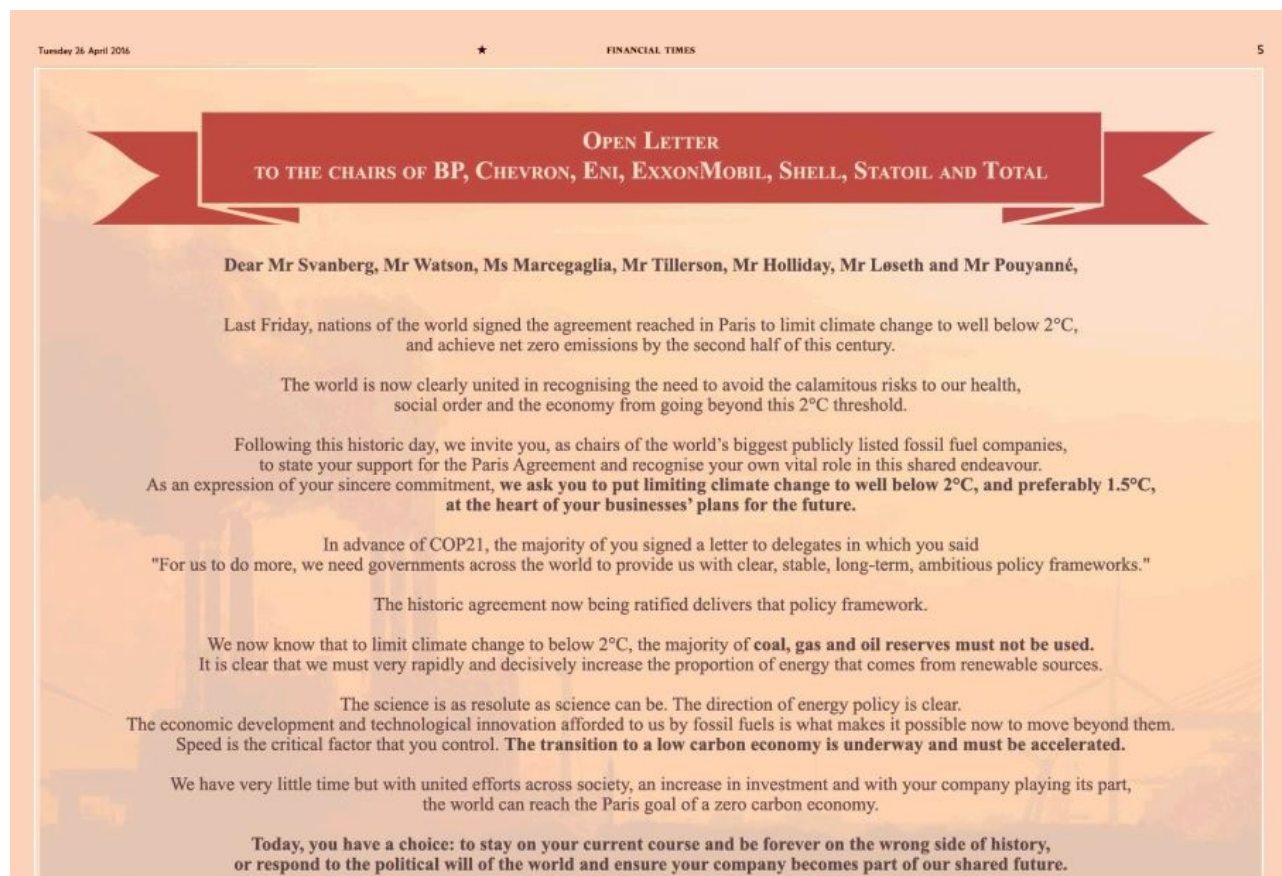 Tuesday 26 April 2016 ★ FINANCIAL TIMES 5
OPEN LETTER
TO THE CHAIRS OF BP, CHEVRON, ENI, EXXONMOBIL, SHELL, STATOIL AND TOTAL
Dear Mr Svanberg, Mr Watson, Ms Marcegaglia, Mr Tillerson, Mr Holliday, Mr Løseth and Mr Pouyanné,
Last Friday, nations of the world signed the agreement reached in Paris to limit climate change to well below 2°C,
and achieve net zero emissions by the second half of this century.
The world is now clearly united in recognising the need to avoid the calamitous risks to our health,
social order and the economy from going beyond this 2°C threshold.
Following this historic day, we invite you, as chairs of the world's biggest publicly listed fossil fuel companies,
to state your support for the Paris Agreement and recognise your own vital role in this shared endeavour.
As an expression of your sincere commitment, we ask you to put limiting climate change to well below 2°C, and preferably 1.5°C,
at the heart of your businesses' plans for the future.
In advance of COP21, the majority of you signed a letter to delegates in which you said
"For us to do more, we need governments across the world to provide us with clear, stable, long-term, ambitious policy frameworks."
The historic agreement now being ratified delivers that policy framework.
We now know that to limit climate change to below 2°C, the majority of coal, gas and oil reserves must not be used.
It is clear that we must very rapidly and decisively increase the proportion of energy that comes from renewable sources.
The science is as resolute as science can be. The direction of energy policy is clear.
The economic development and technological innovation afforded to us by fossil fuels is what makes it possible now to move beyond them.
Speed is the critical factor that you control. The transition to a low carbon economy is underway and must be accelerated.
We have very little time but with united efforts across society, an increase in investment and with your company playing its part,
the world can reach the Paris goal of a zero carbon economy.
Today, you have a choice: to stay on your current course and be forever on the wrong side of history,
or respond to the political will of the world and ensure your company becomes part of our shared future.